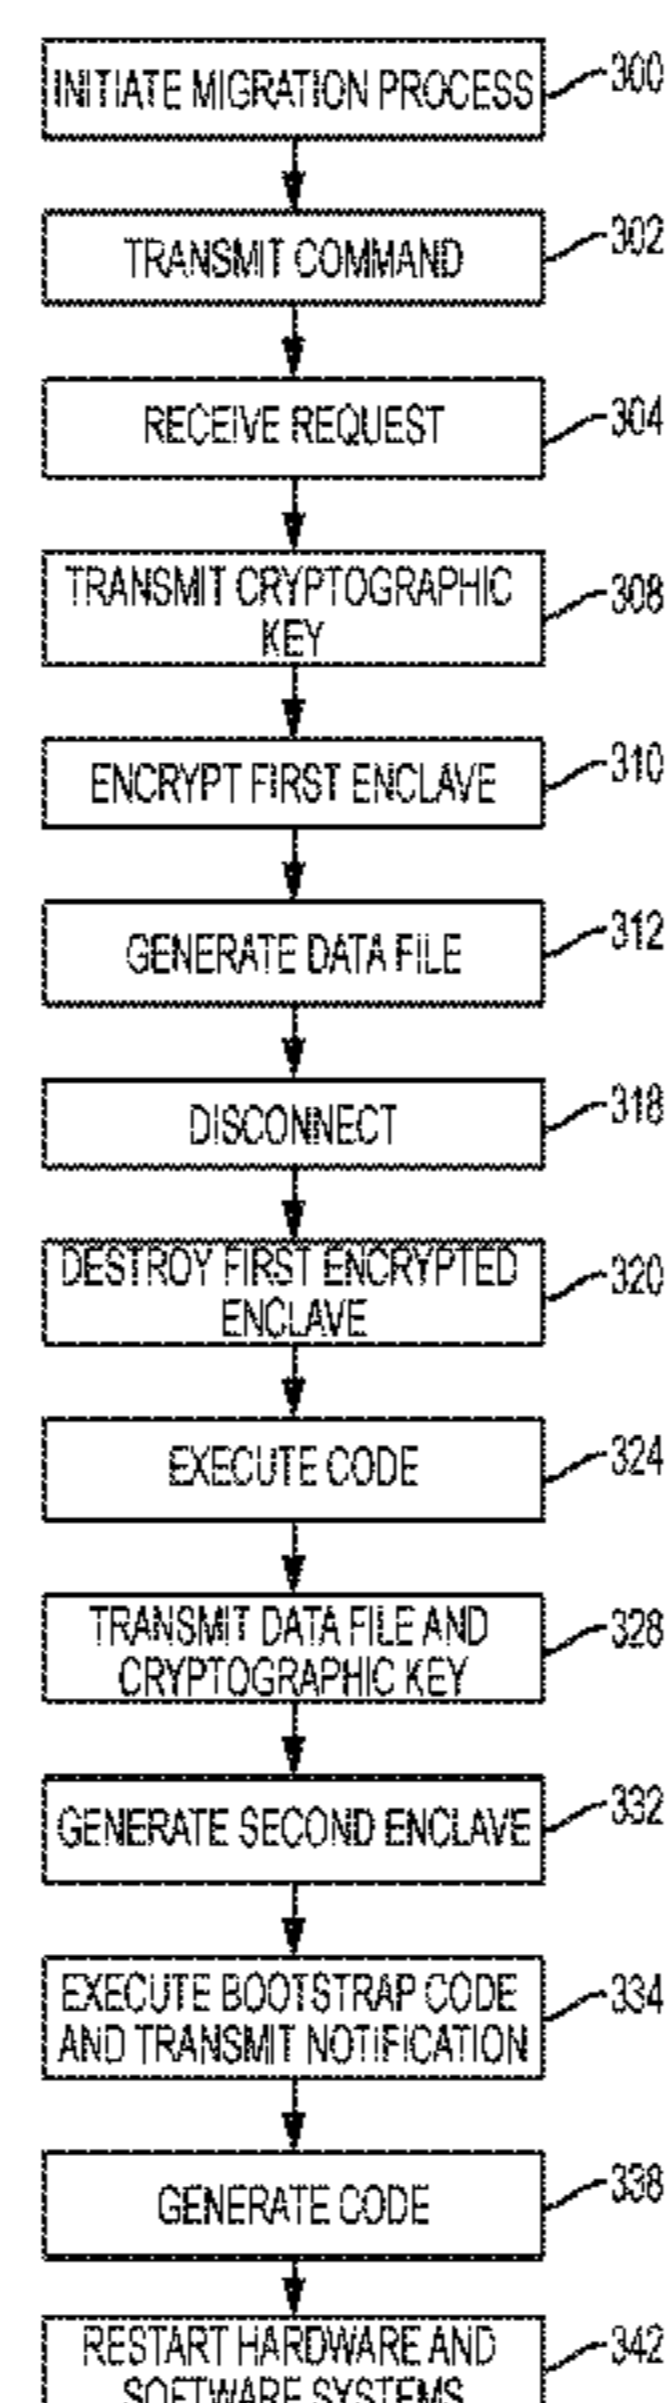 INITIATE MIGRATION PROCESS
300
TRANSMIT COMMAND
302
RECEIVE REQUEST
304
TRANSMIT CRYPTOGRAPHIC
KEY
308
ENCRYPT FIRST ENCLAVE
310
GENERATE DATA FILE
312
DISCONNECT
318
DESTROY FIRST ENCRYPTED
ENCLAVE
320
EXECUTE CODE
324
TRANSMIT DATA FILE AND
CRYPTOGRAPHIC KEY
328
GENERATE SECOND ENCLAVE
332
EXECUTE BOOTSTRAP CODE
AND TRANSMIT NOTIFICATION
334
GENERATE CODE
338
RESTART HARDWARE AND
SOFTWARE SYSTEMS
342